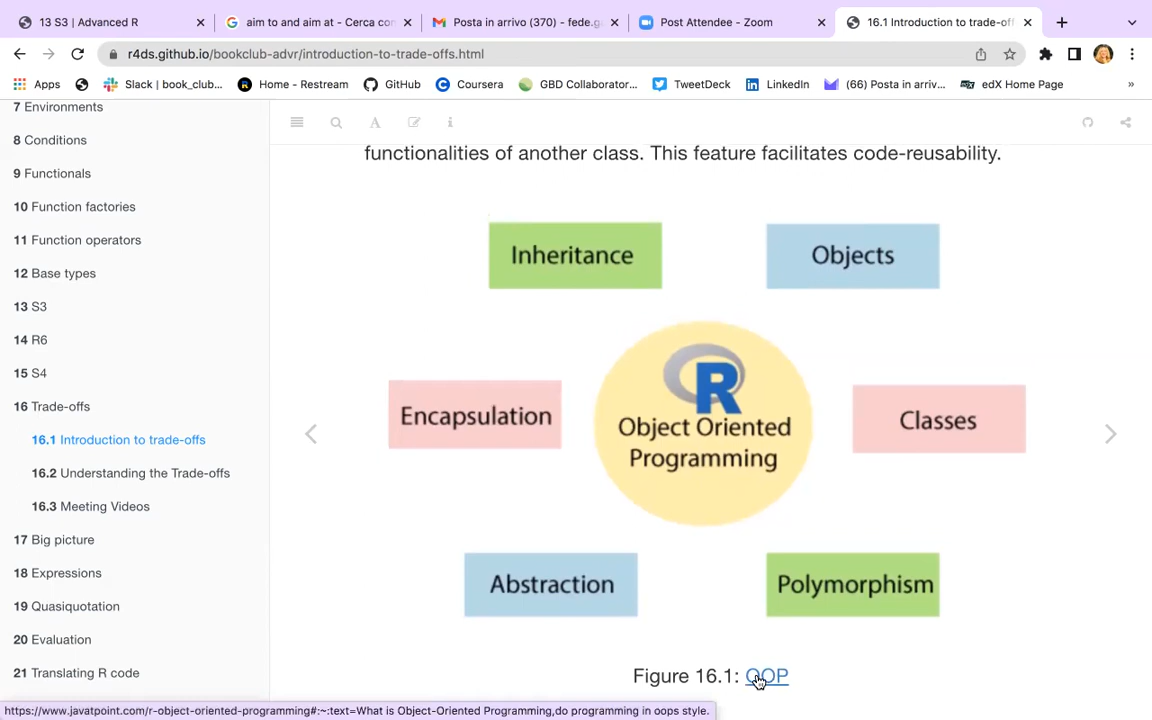 13 S3 | Advanced R
aim to and aim at - Cerca con
Posta in arrivo (370) - fede.ga
Post Attendee - Zoom
16.1 Introduction to trade-off
r4ds.github.io/bookclub-advr/introduction-to-trade-offs.html
Apps
Slack | book_club...
Home - Restream
GitHub
Coursera
GBD Collaborator...
TweetDeck
LinkedIn
(66) Posta in arriv...
edX Home Page
»
7 Environments
8 Conditions
9 Functionals
10 Function factories
11 Function operators
12 Base types
13 S3
14 R6
15 S4
16 Trade-offs
16.1 Introduction to trade-offs
16.2 Understanding the Trade-offs
16.3 Meeting Videos
17 Big picture
18 Expressions
19 Quasiquotation
20 Evaluation
21 Translating R code
functionalities of another class. This feature facilitates code-reusability.
Inheritance
Objects
Encapsulation
R
Object Oriented
Programming
Classes
Abstraction
Polymorphism
Figure 16.1: OOP
https://www.javatpoint.com/r-object-oriented-programming#:~:text=What is Object-Oriented Programming,do programming in oops style.